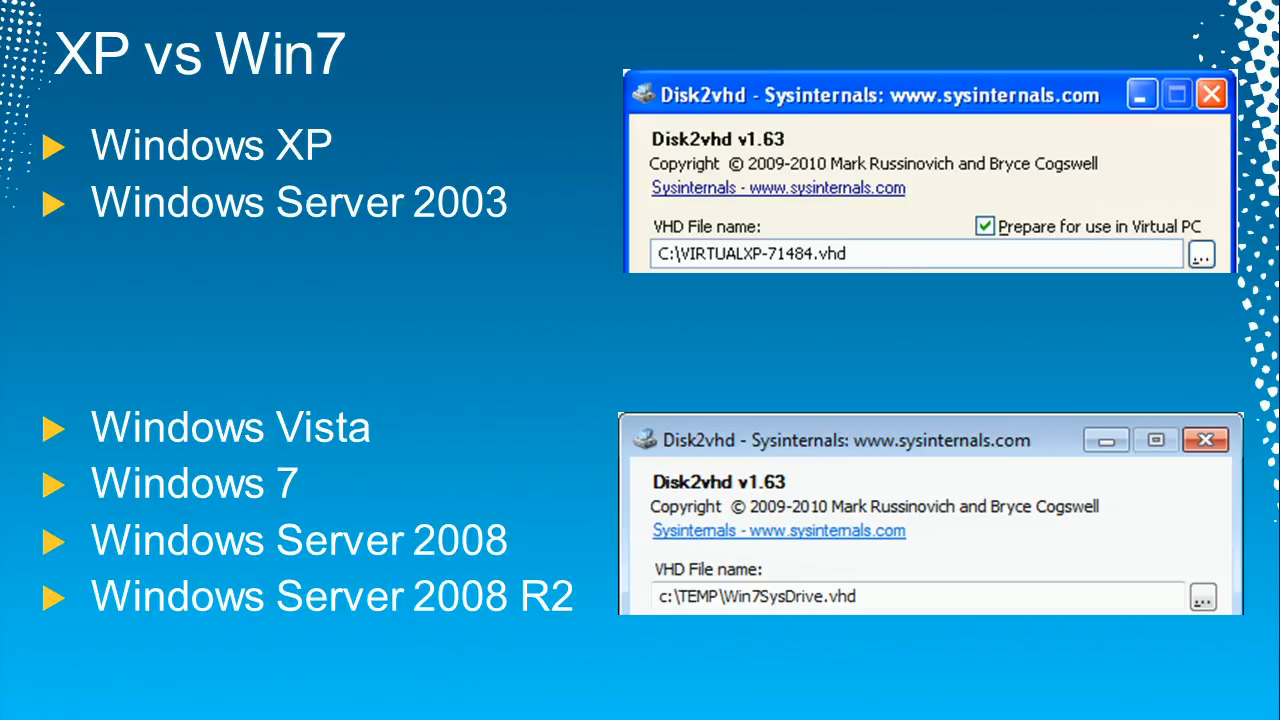 XP vs Win7
Windows XP
Windows Server 2003
Disk2vhd - Sysinternals: www.sysinternals.com
Disk2vhd v1.63
Copyright © 2009-2010 Mark Russinovich and Bryce Cogswell
Sysinternals - www.sysinternals.com
VHD File name:
Prepare for use in Virtual PC
C:\VIRTUALXP-71484.vhd
...
Windows Vista
Windows 7
Windows Server 2008
Windows Server 2008 R2
Disk2vhd - Sysinternals: www.sysinternals.com
Disk2vhd v1.63
Copyright © 2009-2010 Mark Russinovich and Bryce Cogswell
Sysinternals - www.sysinternals.com
VHD File name:
c:\TEMP\Win7SysDrive.vhd
...